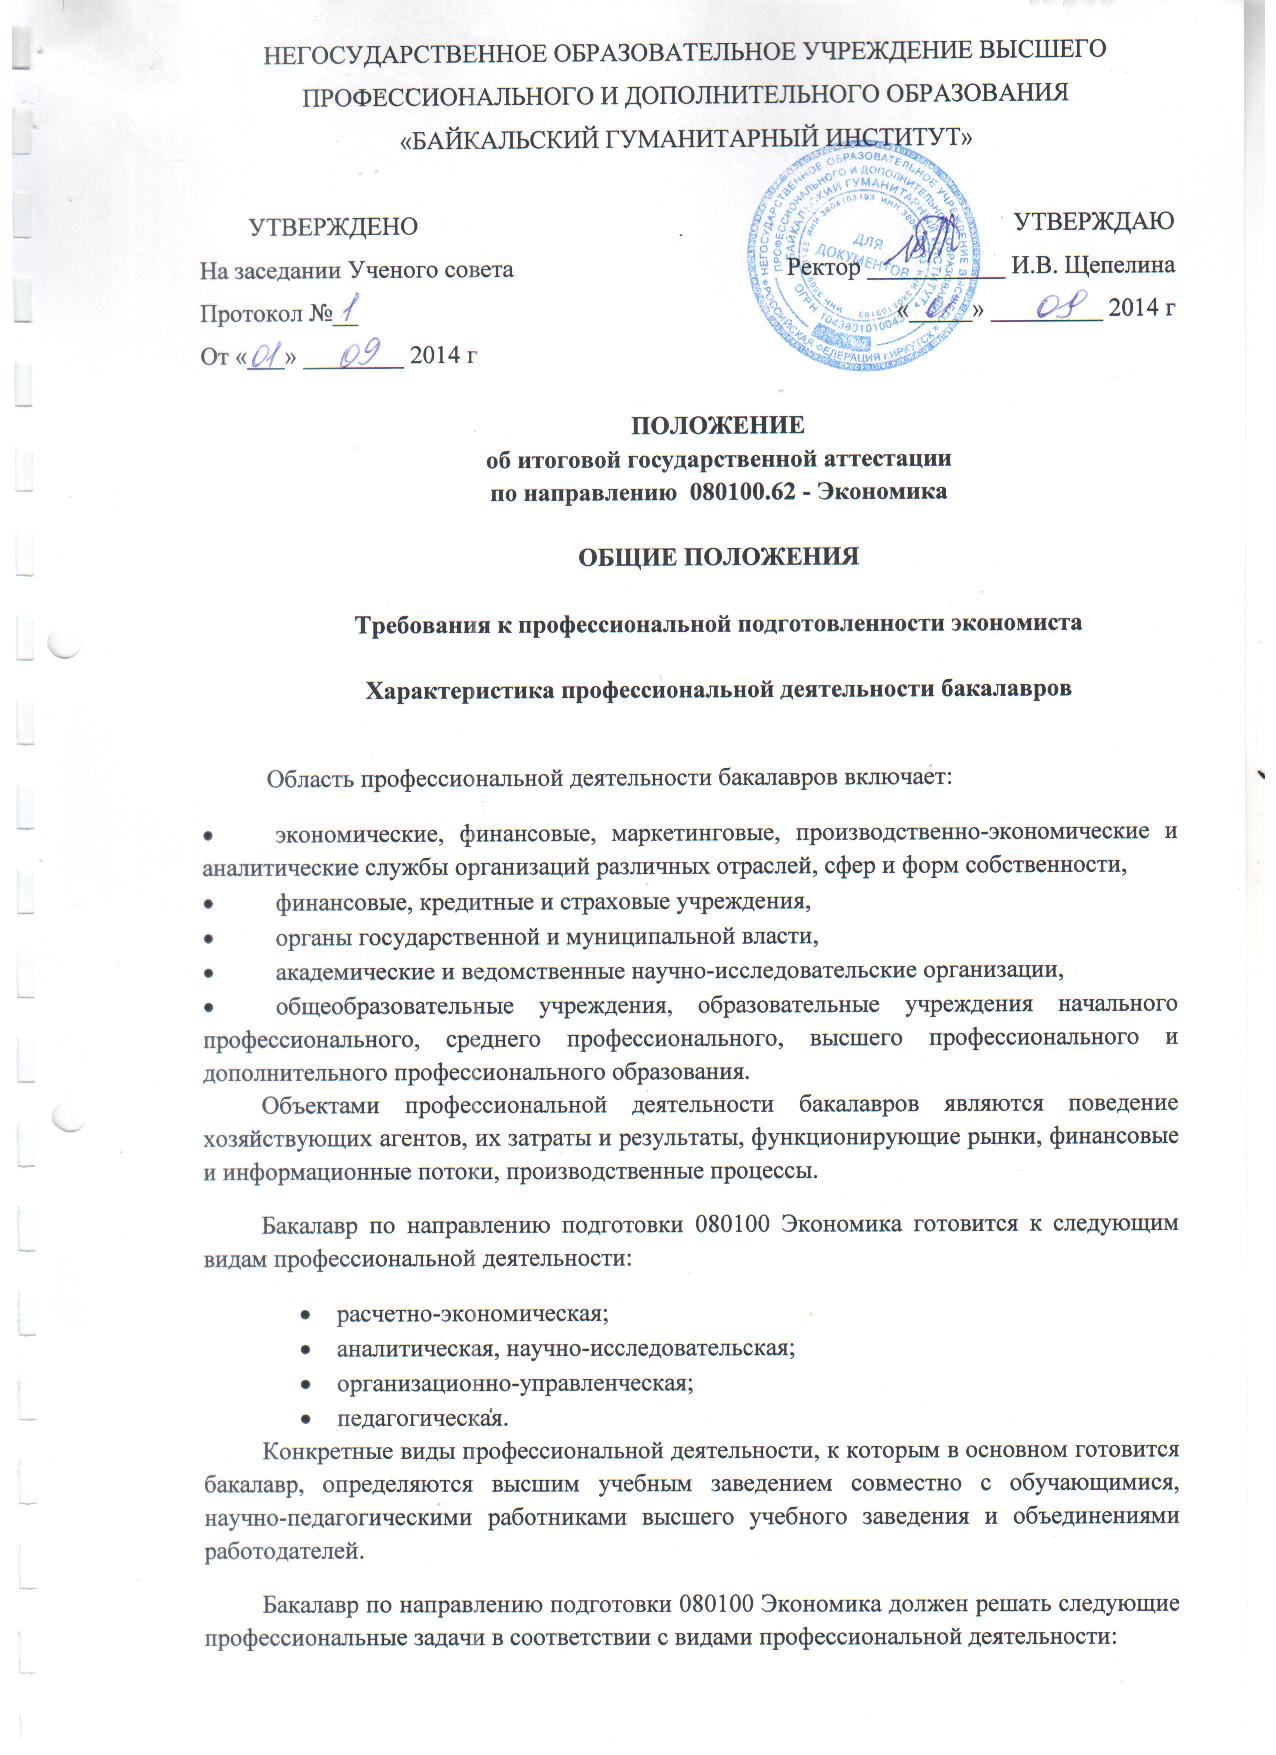 НЕГОСУДАРСТВЕННОЕ ОБРАЗОВАТЕЛЬНОЕ УЧРЕЖДЕНИЕ ВЫСШЕГО
ПРОФЕССИОНАЛЬНОГО И ДОПОЛНИТЕЛЬНОГО ОБРАЗОВАНИЯ
«БАЙКАЛЬСКИЙ ГУМАНИТАРНЫЙ ИНСТИТУТ»
УТВЕРЖДЕНО
На заседании Ученого совета
Протокол № 1
От «01» 09 2014 г
УТВЕРЖДАЮ
Ректор И.В. Щепелина
« » 09 2014 г
ДЛЯ
ДОКУМЕНТОВ
РОССИЙСКАЯ ФЕДЕРАЦИЯ г.ИРКУТСК
ПОЛОЖЕНИЕ
об итоговой государственной аттестации
по направлению 080100.62 - Экономика
ОБЩИЕ ПОЛОЖЕНИЯ
Требования к профессиональной подготовленности экономиста
Характеристика профессиональной деятельности бакалавров
Область профессиональной деятельности бакалавров включает:
• экономические, финансовые, маркетинговые, производственно-экономические и
аналитические службы организаций различных отраслей, сфер и форм собственности,
• финансовые, кредитные и страховые учреждения,
• органы государственной и муниципальной власти,
• академические и ведомственные научно-исследовательские организации,
• общеобразовательные учреждения, образовательные учреждения начального
профессионального, среднего профессионального, высшего профессионального и
дополнительного профессионального образования.
Объектами профессиональной деятельности бакалавров являются поведение
хозяйствующих агентов, их затраты и результаты, функционирующие рынки, финансовые
и информационные потоки, производственные процессы.
Бакалавр по направлению подготовки 080100 Экономика готовится к следующим
видам профессиональной деятельности:
• расчетно-экономическая;
• аналитическая, научно-исследовательская;
• организационно-управленческая;
• педагогическая.
Конкретные виды профессиональной деятельности, к которым в основном готовится
бакалавр, определяются высшим учебным заведением совместно с обучающимися,
научно-педагогическими работниками высшего учебного заведения и объединениями
работодателей.
Бакалавр по направлению подготовки 080100 Экономика должен решать следующие
профессиональные задачи в соответствии с видами профессиональной деятельности: